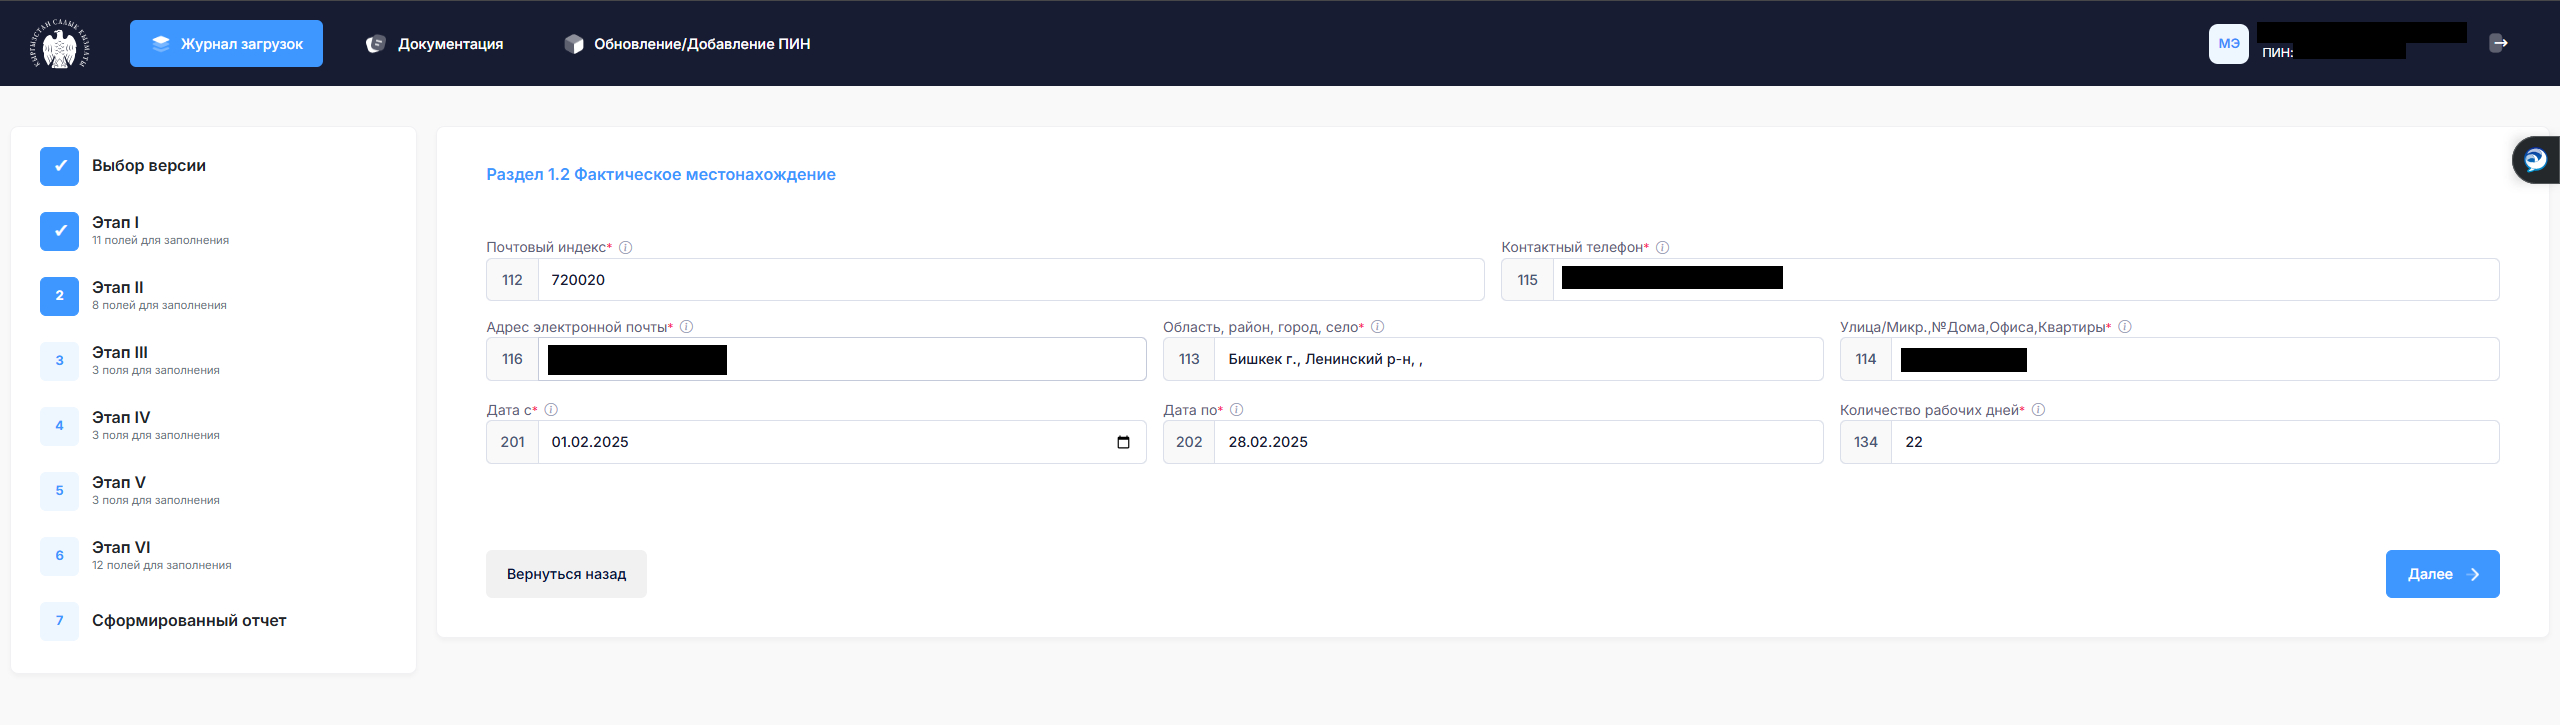 КЫРГЫЗСТАН САЛЫК КЫЗМАТЫ
Журнал загрузок
Документация
Обновление/Добавление ПИН
МЭ
ПИН:
✓ Выбор версии
✓ Этап I
11 полей для заполнения
2 Этап II
8 полей для заполнения
3 Этап III
3 поля для заполнения
4 Этап IV
3 поля для заполнения
5 Этап V
3 поля для заполнения
6 Этап VI
12 полей для заполнения
7 Сформированный отчет
Раздел 1.2 Фактическое местонахождение
Почтовый индекс*
112 720020
Контактный телефон*
115
Адрес электронной почты*
116
Область, район, город, село*
113 Бишкек г., Ленинский р-н, ,
Улица/Микр.,№Дома,Офиса,Квартиры*
114
Дата с*
201 01.02.2025
Дата по*
202 28.02.2025
Количество рабочих дней*
134 22
Вернуться назад
Далее